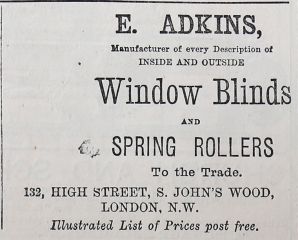 E. ADKINS,
Manufacturer of every Description of
INSIDE AND OUTSIDE
Window Blinds
AND
SPRING ROLLERS
To the Trade.
132, HIGH STREET, S. JOHN'S WOOD,
LONDON, N.W.
Illustrated List of Prices post free.